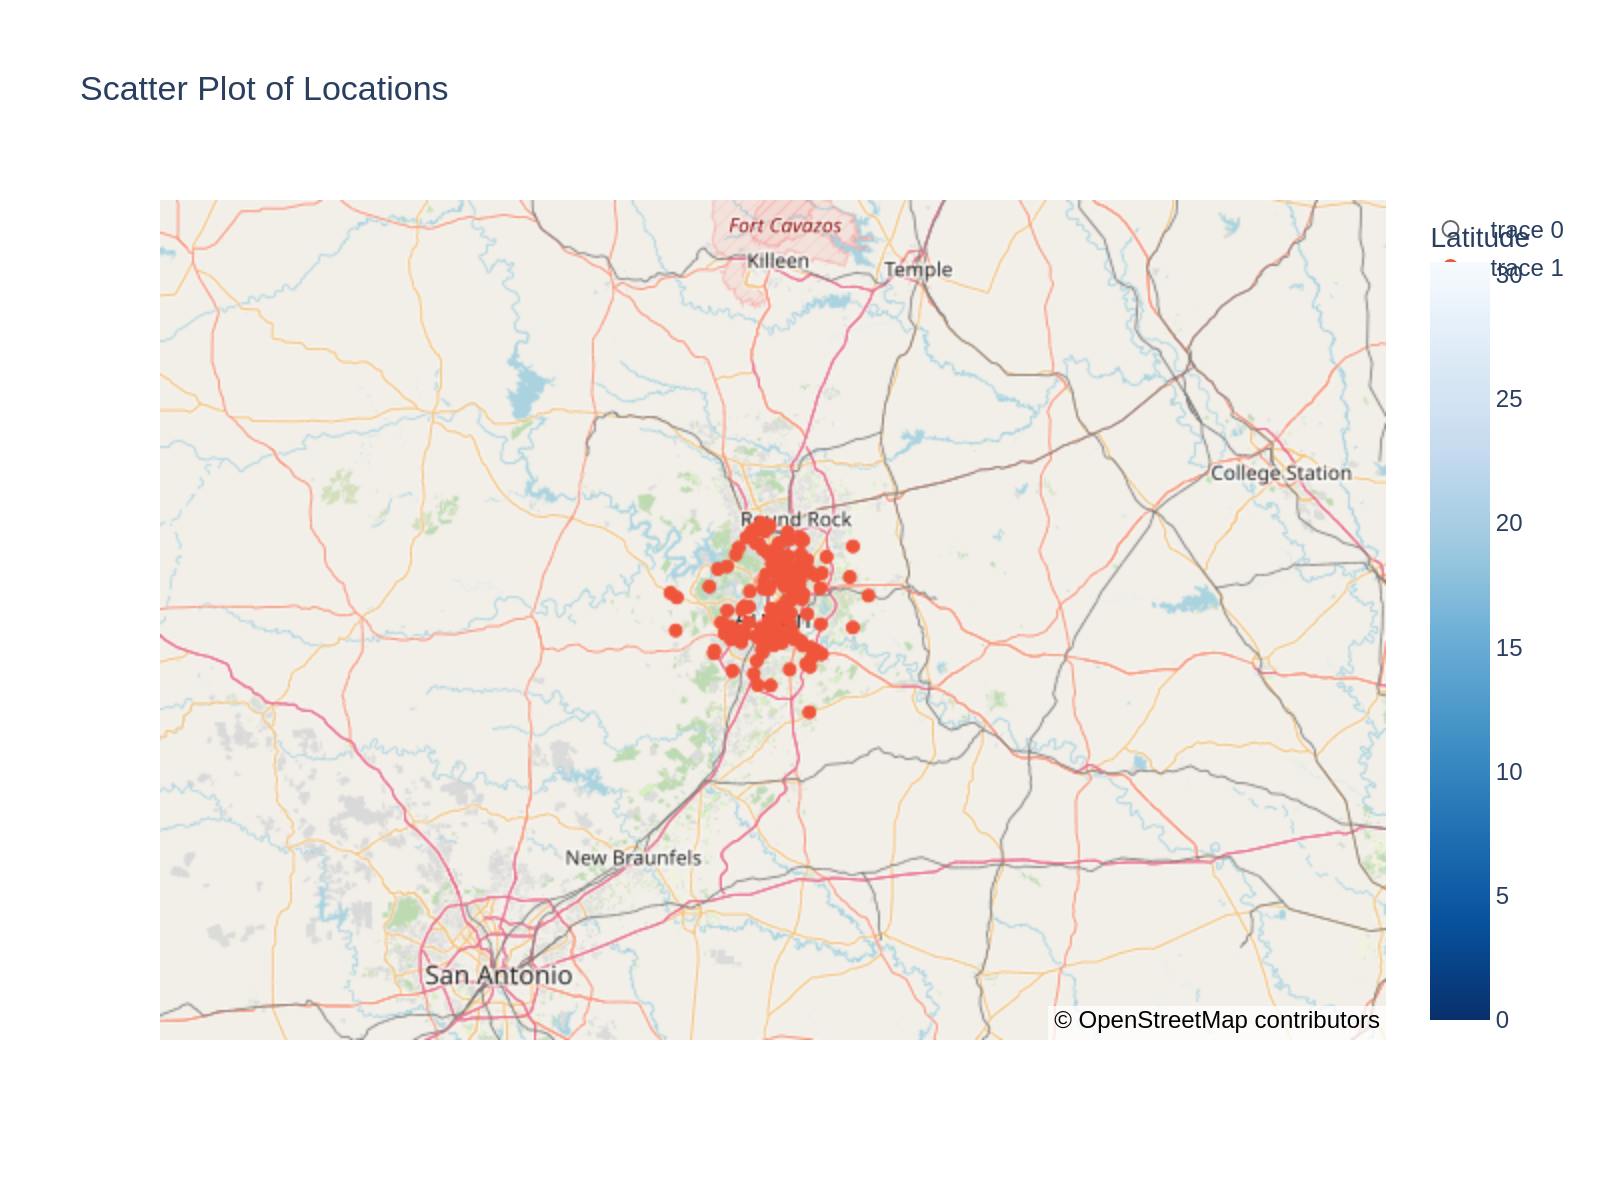 Scatter Plot of Locations
Fort Cavazos
Killeen
Temple
College Station
Round Rock
New Braunfels
San Antonio
© OpenStreetMap contributors
trace 0
Latitude
trace 1
30
25
20
15
10
5
0